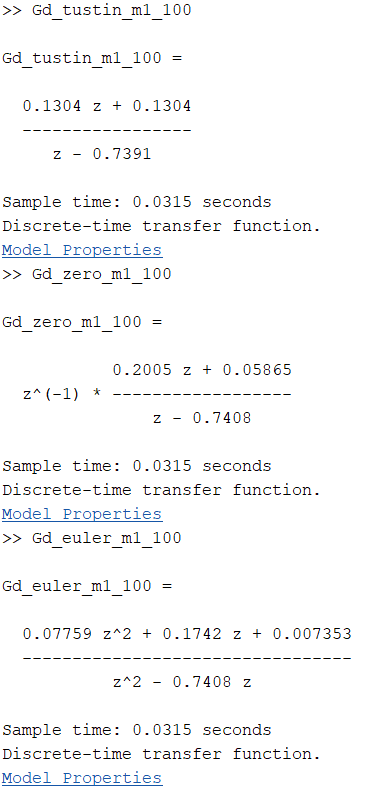 >> Gd_tustin_m1_100
Gd_tustin_m1_100 =
0.1304 z + 0.1304
-----------------
z - 0.7391
Sample time: 0.0315 seconds
Discrete-time transfer function.
Model Properties
>> Gd_zero_m1_100
Gd_zero_m1_100 =
0.2005 z + 0.05865
z^(-1) * ------------------
z - 0.7408
Sample time: 0.0315 seconds
Discrete-time transfer function.
Model Properties
>> Gd_euler_m1_100
Gd_euler_m1_100 =
0.07759 z^2 + 0.1742 z + 0.007353
---------------------------------
z^2 - 0.7408 z
Sample time: 0.0315 seconds
Discrete-time transfer function.
Model Properties